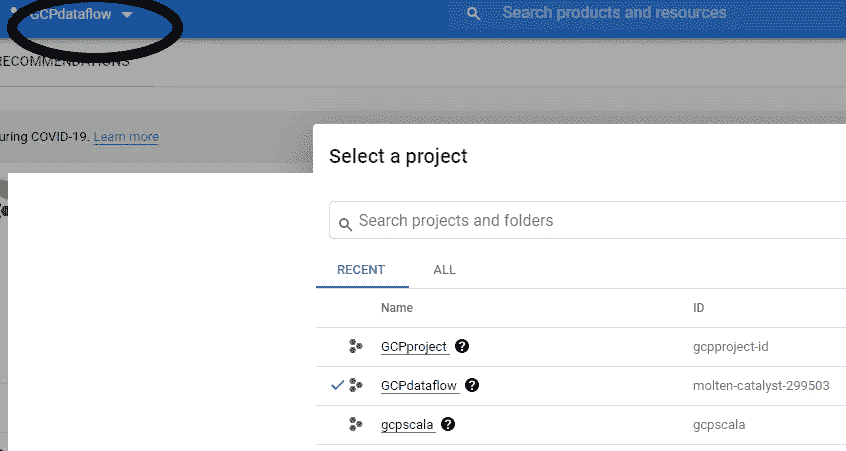 GCPdataflow
Search products and resources
RECOMMENDATIONS
uring COVID-19. Learn more
Select a project
Search projects and folders
RECENT ALL
Name ID
GCPproject ? gcpproject-id
GCPdataflow ? molten-catalyst-299503
gcpscala ? gcpscala